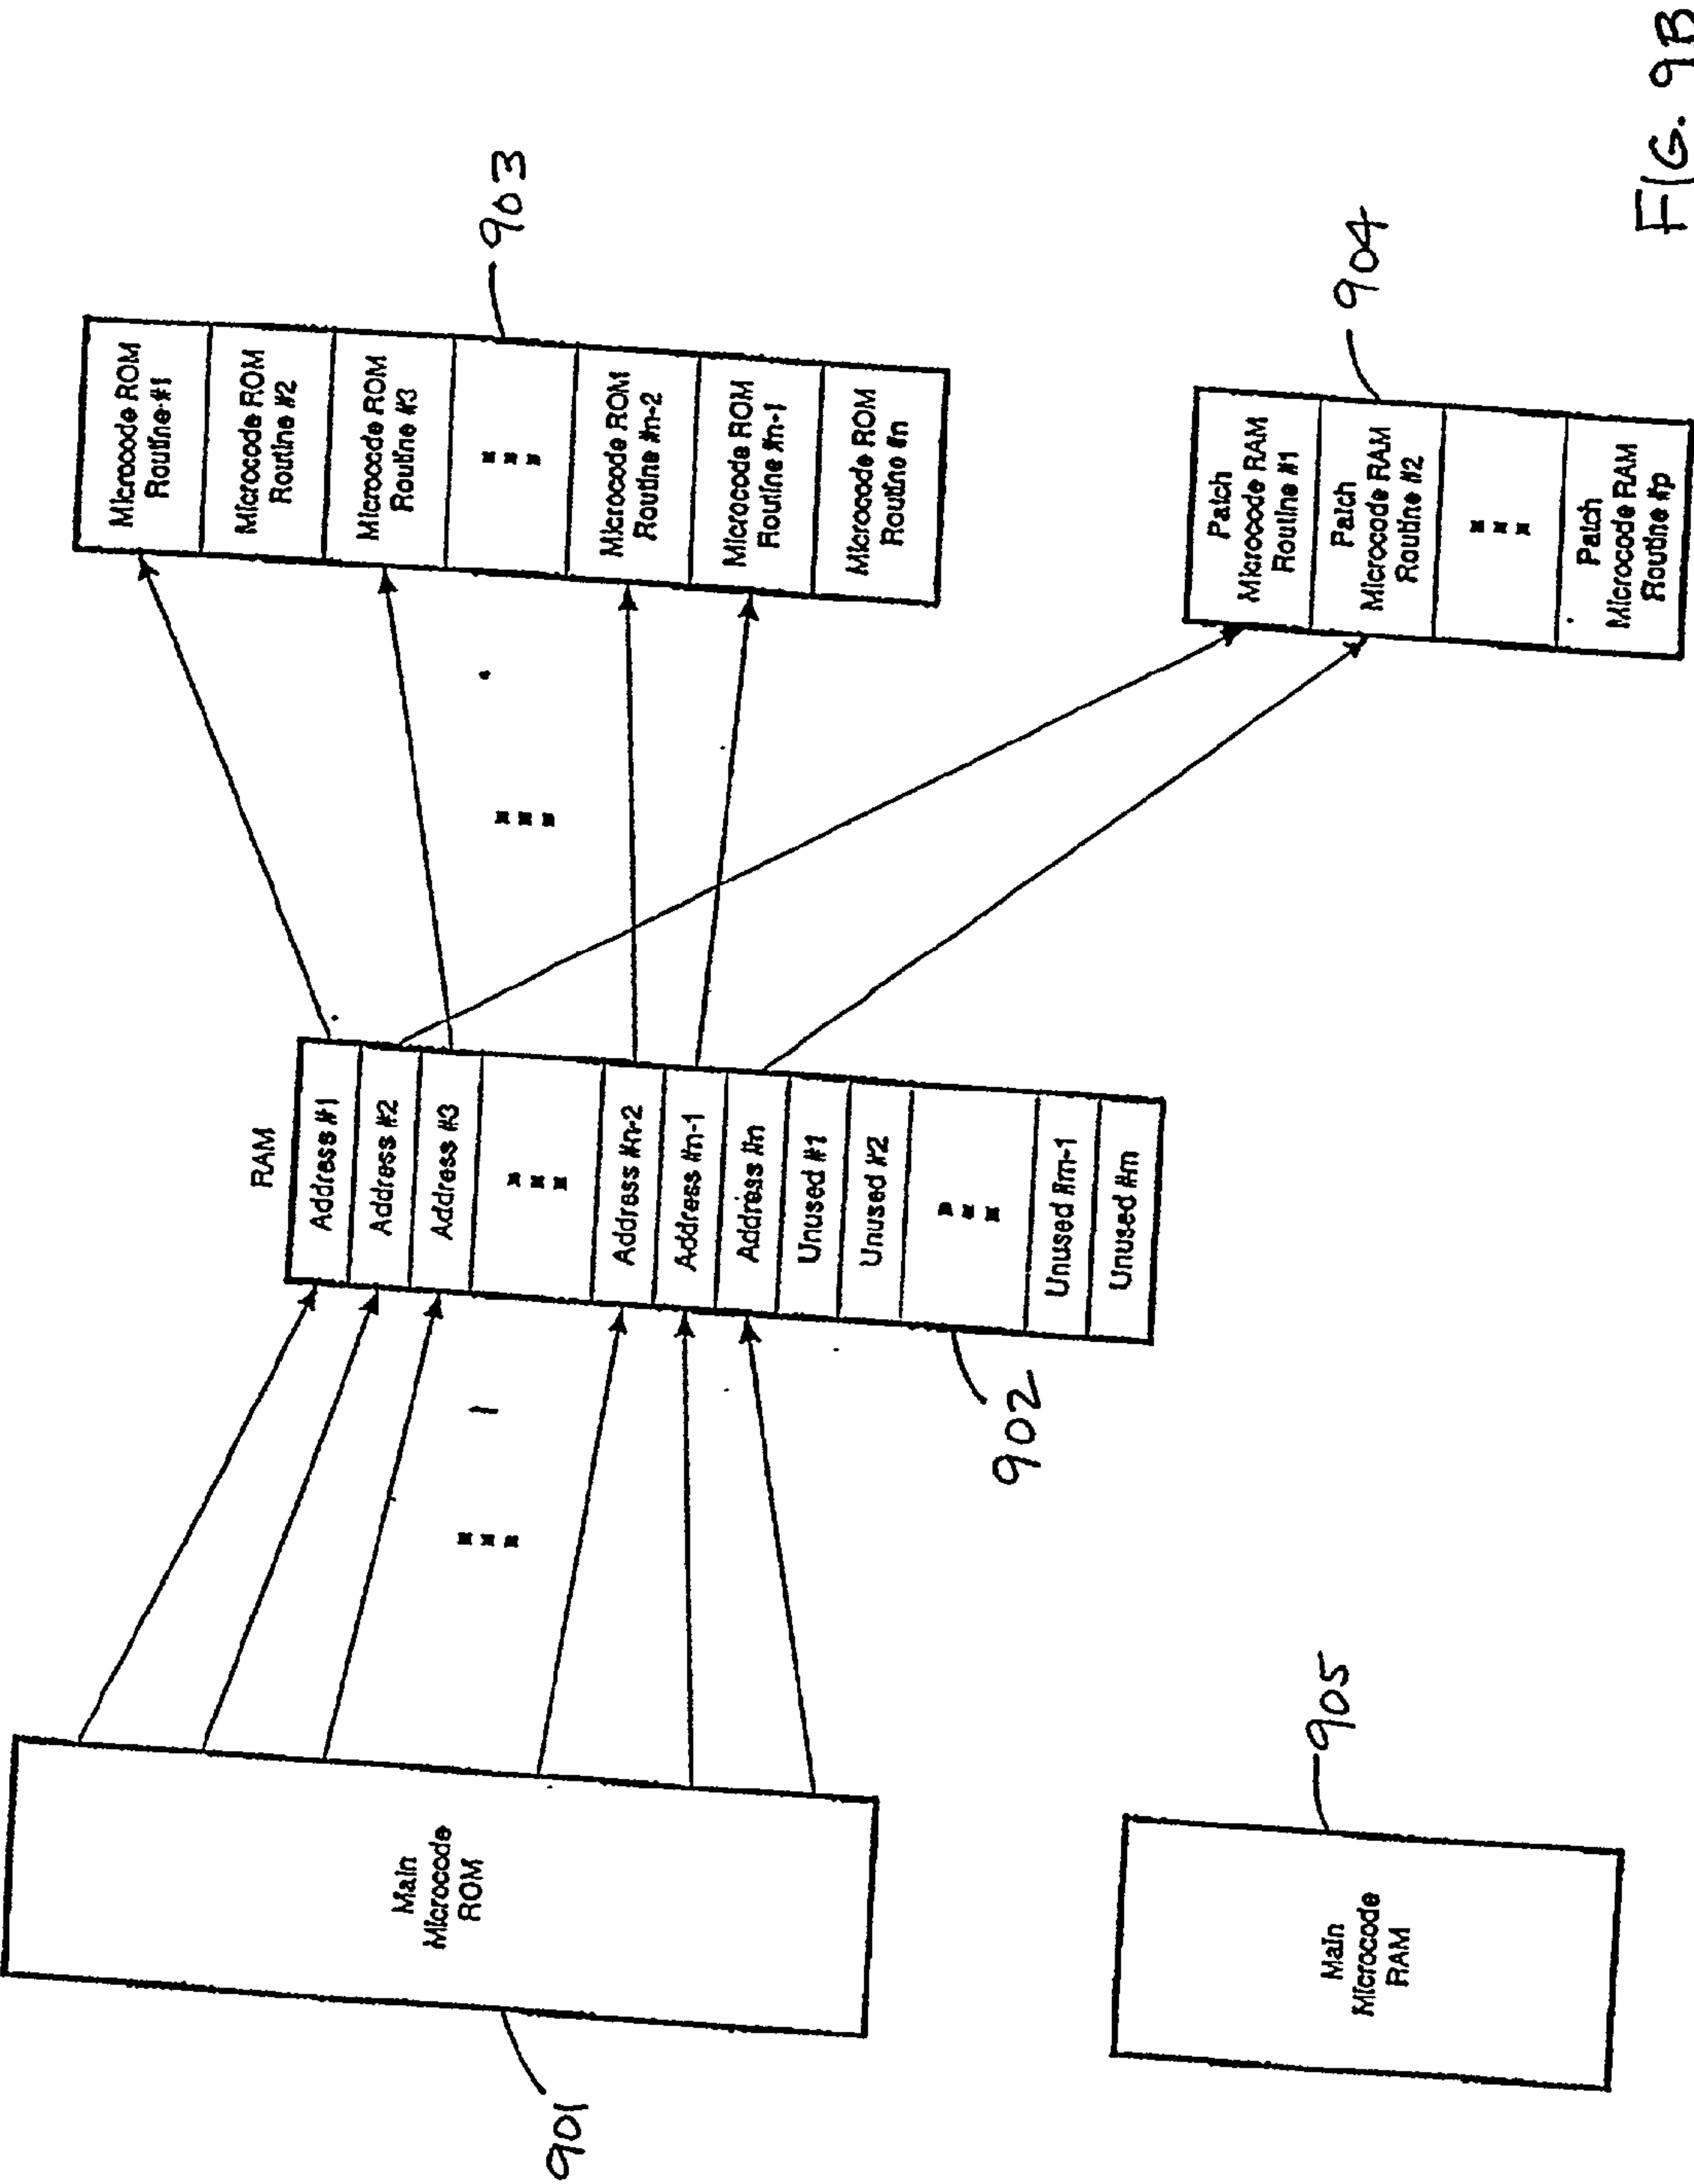 Main
Microcode
ROM
901
Main
Microcode
RAM
905
RAM
Address #1
Address #2
Address #3
Address #n-2
Address #n-1
Address #n
Unused #1
Unused #2
Unused #m-1
Unused #m
902
Microcode ROM
Routine #1
Microcode ROM
Routine #2
Microcode ROM
Routine #3
Microcode ROM
Routine #n-2
Microcode ROM
Routine #n-1
Microcode ROM
Routine #n
903
Patch
Microcode RAM
Routine #1
Patch
Microcode RAM
Routine #2
Patch
Microcode RAM
Routine #p
904
FIG. 9B